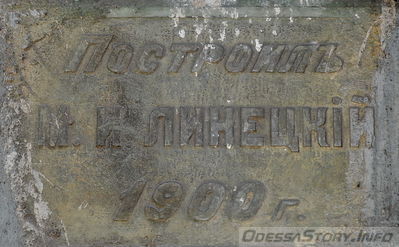 Построилъ
М. И. Линецкій
1900 г.
OdessaStory.Info